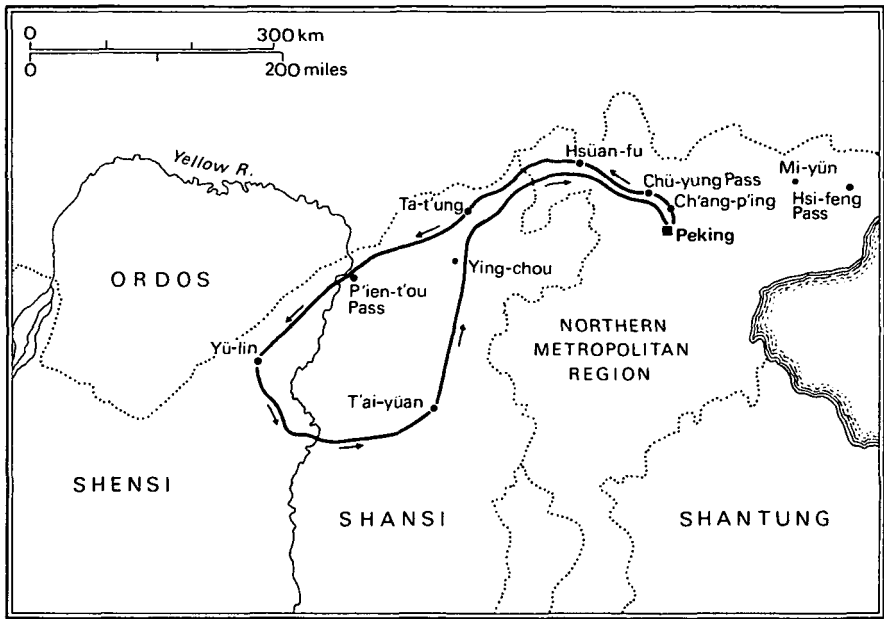 0 300 km
0 200 miles
Hsüan-fu
Yellow R.
Mi-yün
Chü-yung Pass
Hsi-feng
Pass
Ch'ang-p'ing
Ta-t'ung
Peking
Ying-chou
ORDOS
P'ien-t'ou
Pass
NORTHERN
METROPOLITAN
REGION
Yü-lin
T'ai-yüan
SHENSI
SHANSI
SHANTUNG